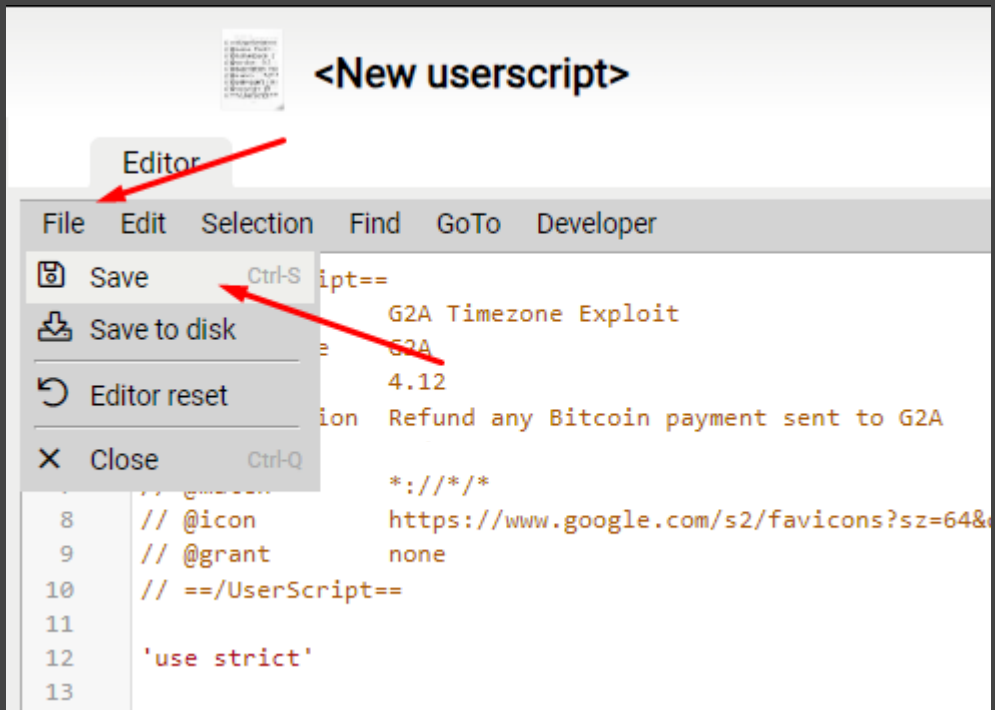 <New userscript>
Editor
File Edit Selection Find GoTo Developer
Save Ctrl-S
Save to disk
Editor reset
Close Ctrl-Q
ipt==
G2A Timezone Exploit
e G2A
4.12
ion Refund any Bitcoin payment sent to G2A
*://*/*
8 // @icon https://www.google.com/s2/favicons?sz=64&
9 // @grant none
10 // ==/UserScript==
11
12 'use strict'
13